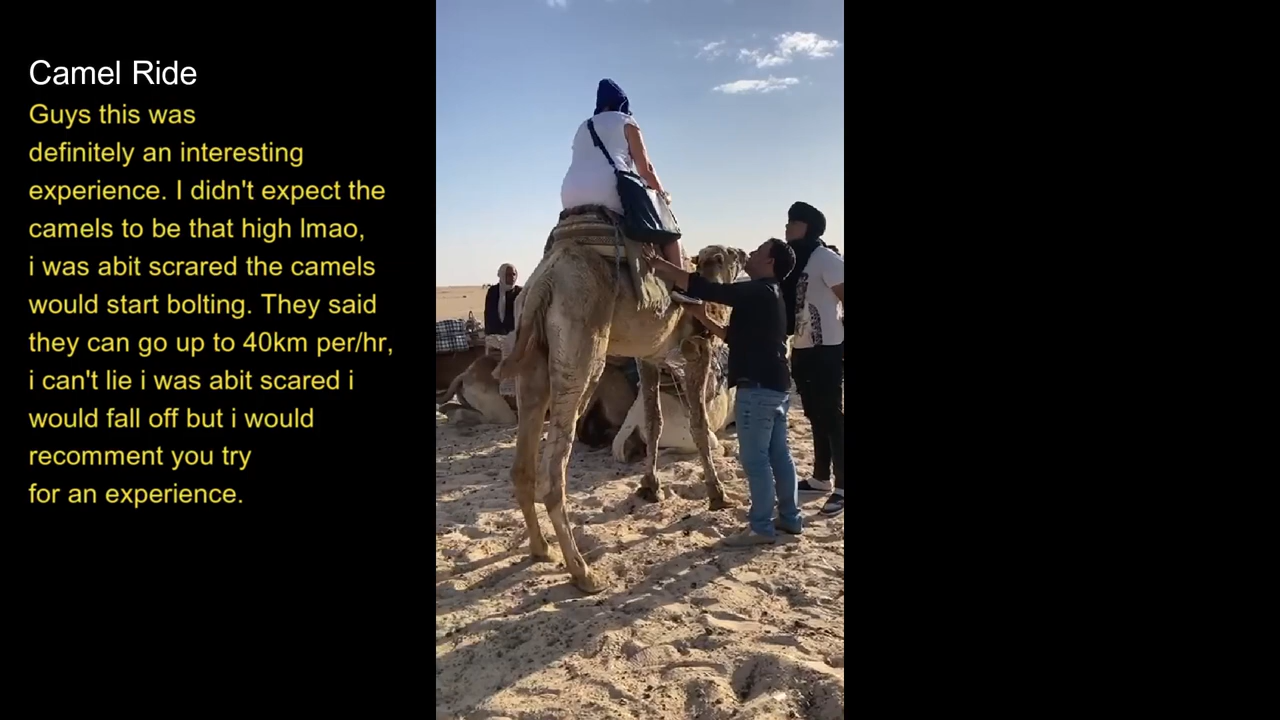 Camel Ride
Guys this was
definitely an interesting
experience. I didn't expect the
camels to be that high lmao,
i was abit scrared the camels
would start bolting. They said
they can go up to 40km per/hr,
i can't lie i was abit scared i
would fall off but i would
recomment you try
for an experience.